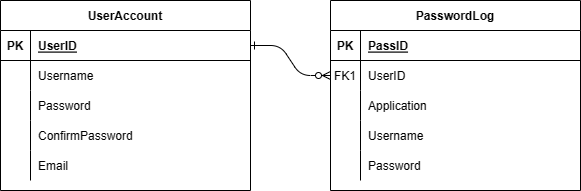 UserAccount
PK UserID
Username
Password
ConfirmPassword
Email
PasswordLog
PK PassID
FK1 UserID
Application
Username
Password